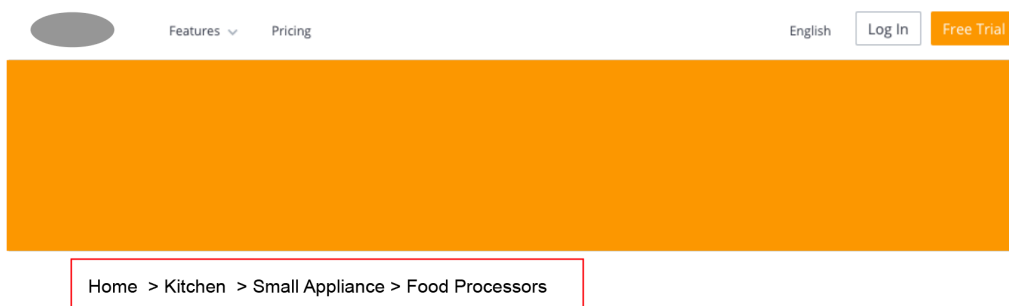 Features Pricing English Log In Free Trial
Home > Kitchen > Small Appliance > Food Processors